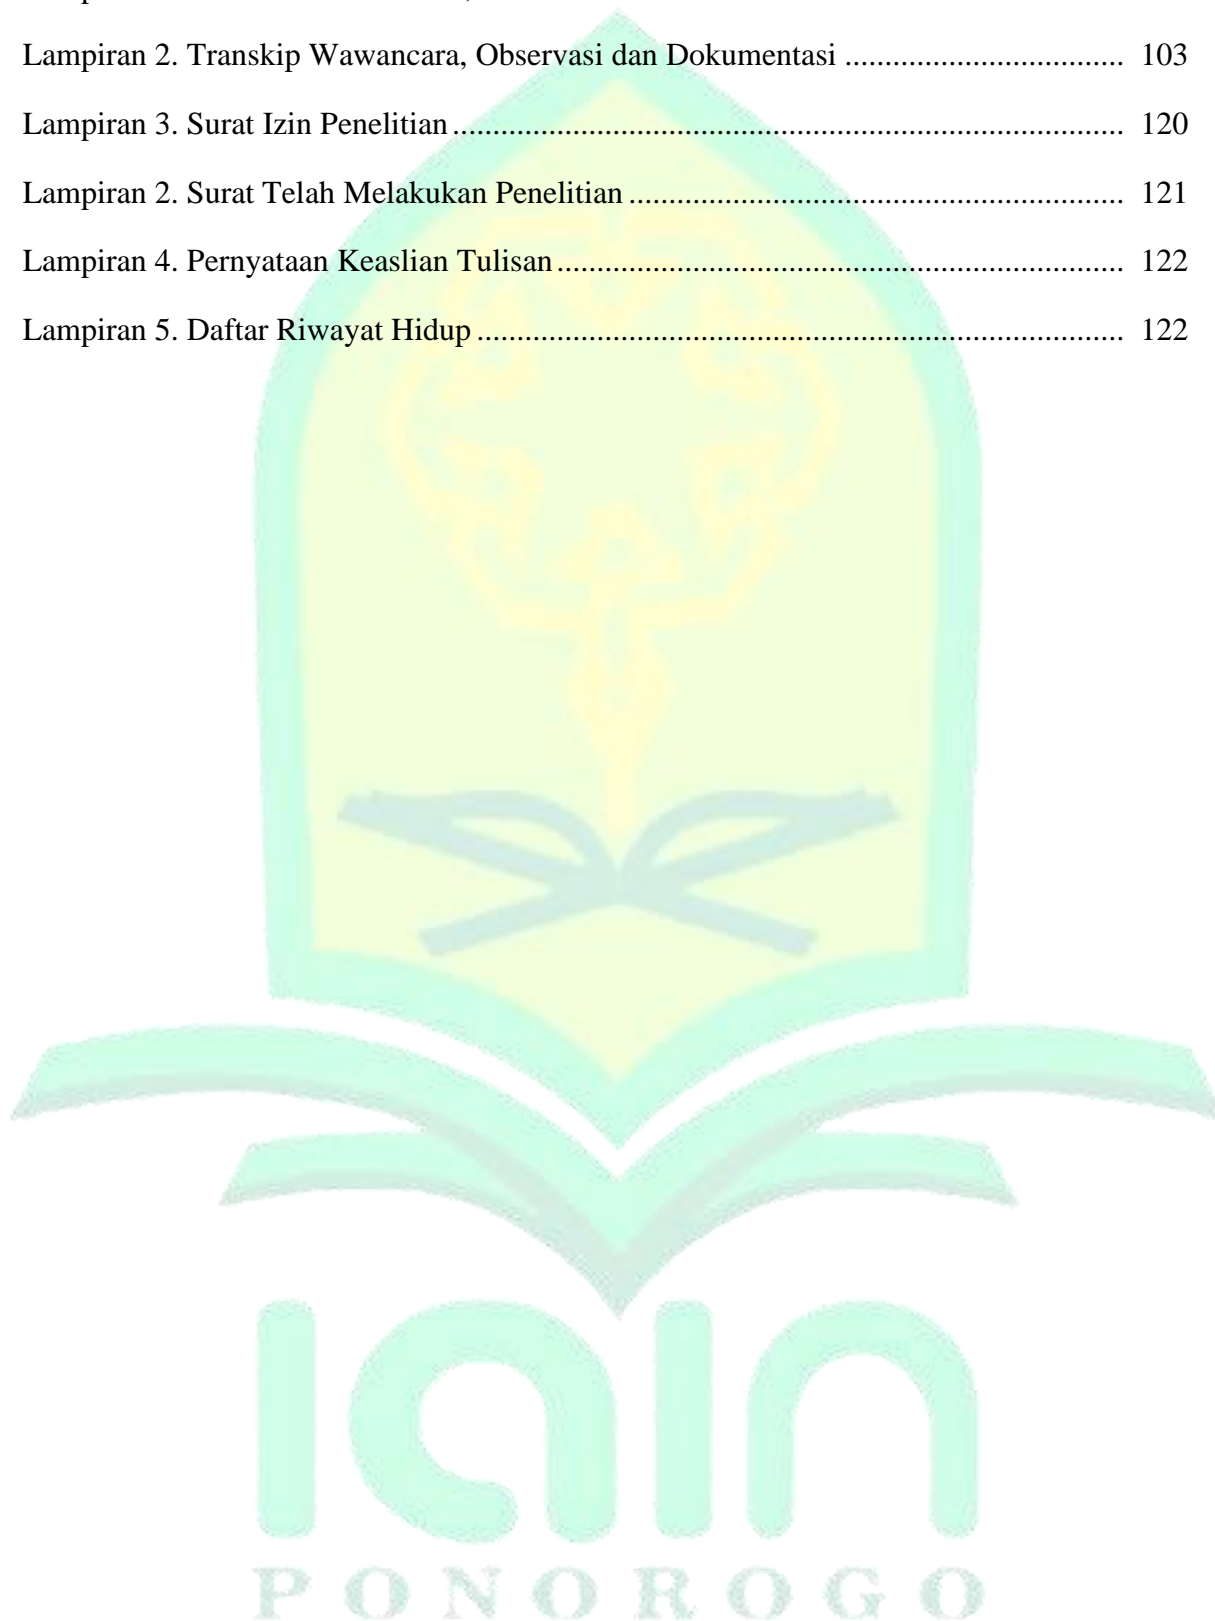 Lampiran 2. Transkip Wawancara, Observasi dan Dokumentasi ................................... 103
Lampiran 3. Surat Izin Penelitian .................................................................................... 120
Lampiran 2. Surat Telah Melakukan Penelitian .............................................................. 121
Lampiran 4. Pernyataan Keaslian Tulisan ....................................................................... 122
Lampiran 5. Daftar Riwayat Hidup ................................................................................. 122
iain
PONOROGO